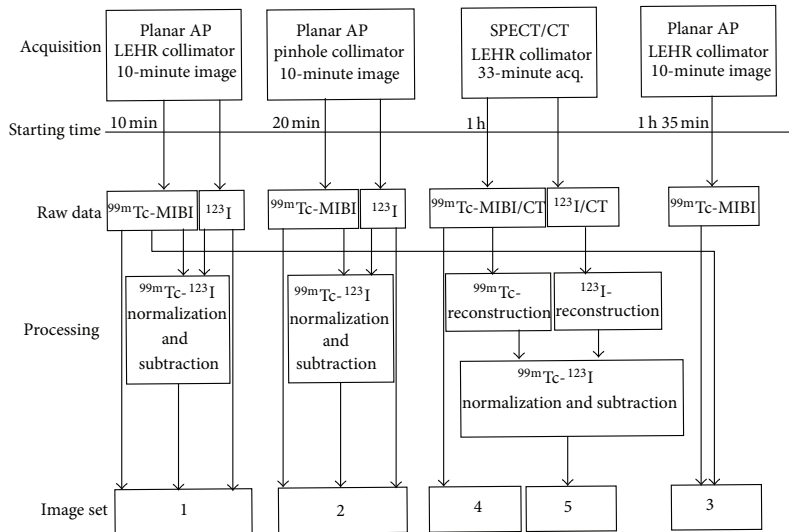 Acquisition
Planar AP
LEHR collimator
10-minute image
Planar AP
pinhole collimator
10-minute image
SPECT/CT
LEHR collimator
33-minute acq.
Planar AP
LEHR collimator
10-minute image
Starting time
10 min
20 min
1 h
1 h 35 min
Raw data
⁹⁹ᵐTc-MIBI
¹²³I
⁹⁹ᵐTc-MIBI
¹²³I
⁹⁹ᵐTc-MIBI/CT
¹²³I/CT
⁹⁹ᵐTc-MIBI
Processing
⁹⁹ᵐTc-¹²³I
normalization
and
subtraction
⁹⁹ᵐTc-¹²³I
normalization
and
subtraction
⁹⁹ᵐTc-
reconstruction
¹²³I-
reconstruction
⁹⁹ᵐTc-¹²³I
normalization and subtraction
Image set
1
2
4
5
3